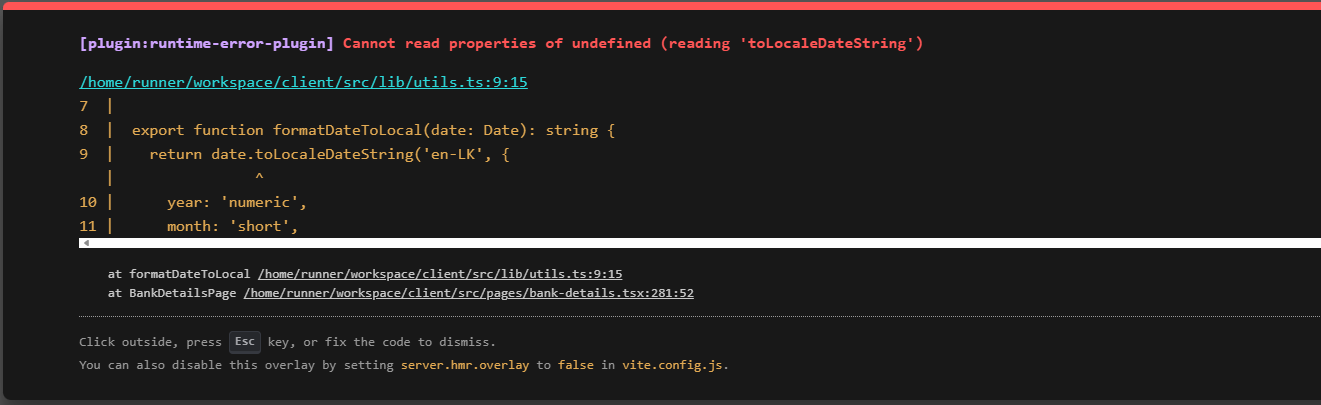 [plugin:runtime-error-plugin] Cannot read properties of undefined (reading 'toLocaleDateString')
/home/runner/workspace/client/src/lib/utils.ts:9:15
7  |
8  |  export function formatDateToLocal(date: Date): string {
9  |    return date.toLocaleDateString('en-LK', {
   |                ^
10 |      year: 'numeric',
11 |      month: 'short',
at formatDateToLocal /home/runner/workspace/client/src/lib/utils.ts:9:15
at BankDetailsPage /home/runner/workspace/client/src/pages/bank-details.tsx:281:52
Click outside, press Esc key, or fix the code to dismiss.
You can also disable this overlay by setting server.hmr.overlay to false in vite.config.js.